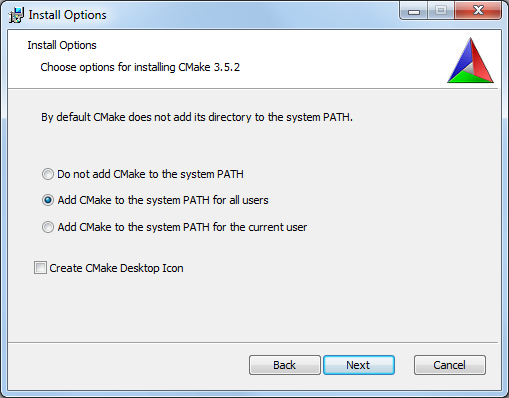 Install Options
Install Options
Choose options for installing CMake 3.5.2
By default CMake does not add its directory to the system PATH.
Do not add CMake to the system PATH
Add CMake to the system PATH for all users
Add CMake to the system PATH for the current user
Create CMake Desktop Icon
Back Next Cancel